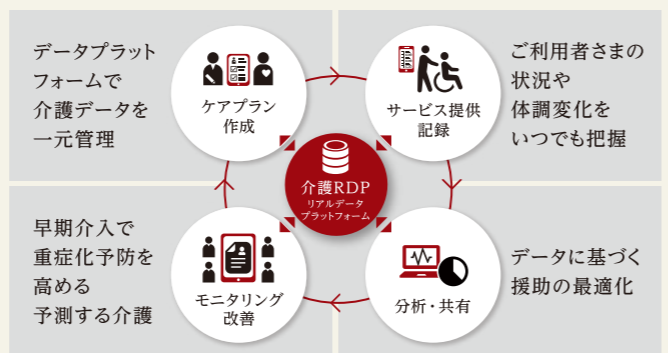 データプラット
フォームで
介護データを
一元管理
ケアプラン
作成
サービス提供
記録
ご利用者さまの
状況や
体調変化を
いつでも把握
介護RDP
リアルデータ
プラットフォーム
早期介入で
重症化予防を
高める
予測する介護
モニタリング
改善
分析・共有
データに基づく
援助の最適化